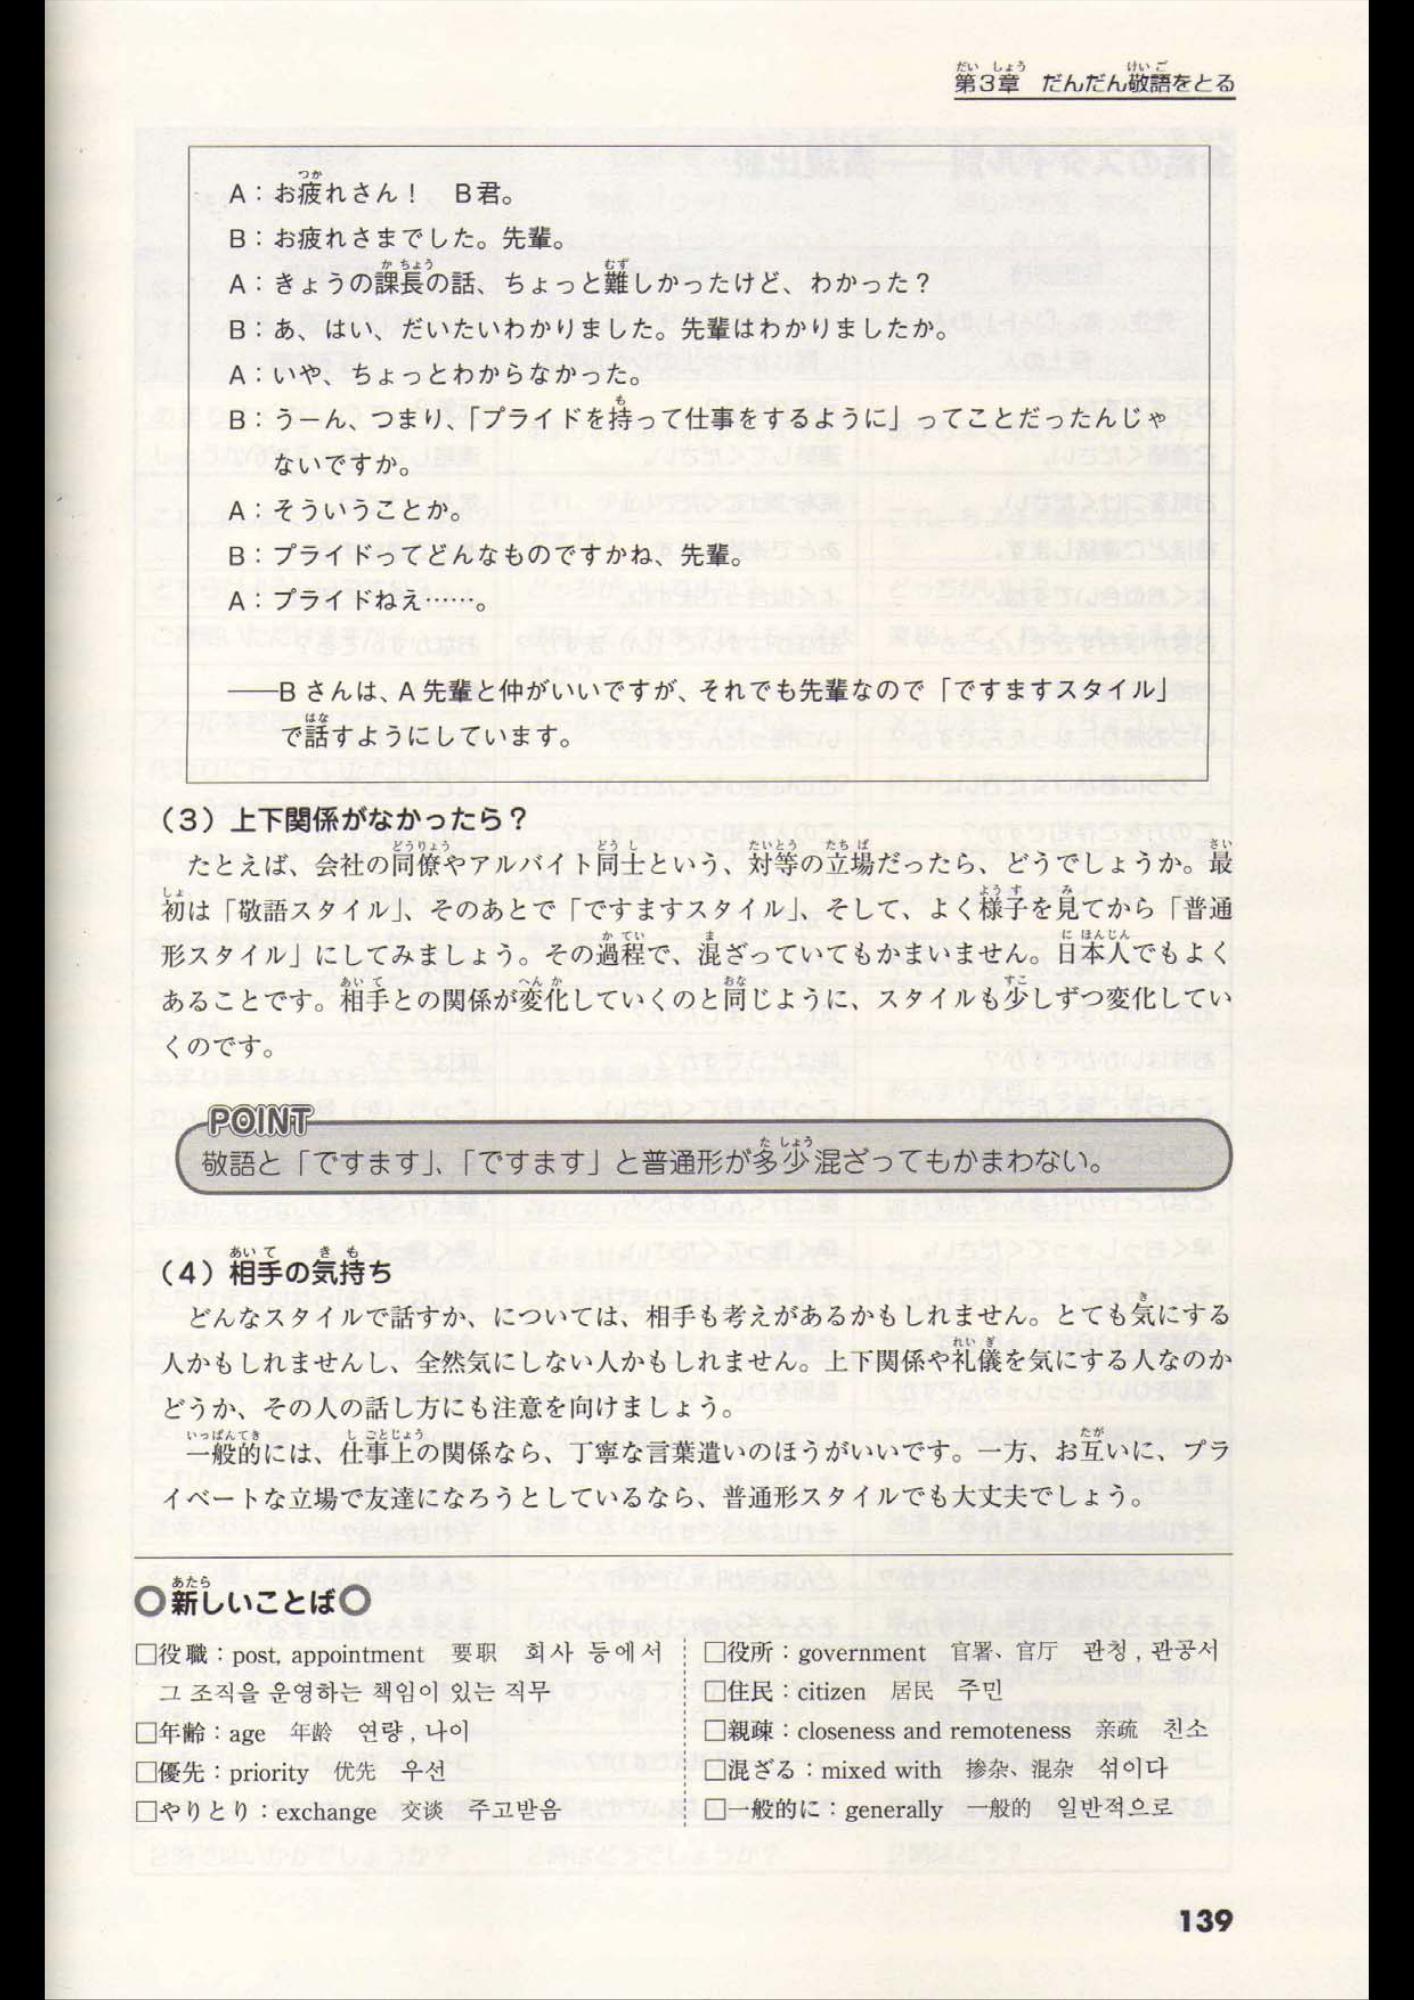 第3章　だんだん敬語をとる
A：お疲れさん！　B君。
B：お疲れさまでした。先輩。
A：きょうの課長の話、ちょっと難しかったけど、わかった？
B：あ、はい、だいたいわかりました。先輩はわかりましたか。
A：いや、ちょっとわからなかった。
B：うーん、つまり、「プライドを持って仕事をするように」ってことだったんじゃ
ないですか。
A：そういうことか。
B：プライドってどんなものですかね、先輩。
A：プライドねえ……。
――Bさんは、A先輩と仲がいいですが、それでも先輩なので「ですますスタイル」
で話すようにしています。
（3）上下関係がなかったら？
たとえば、会社の同僚やアルバイト同士という、対等の立場だったら、どうでしょうか。最
初は「敬語スタイル」、そのあとで「ですますスタイル」、そして、よく様子を見てから「普通
形スタイル」にしてみましょう。その過程で、混ざっていてもかまいません。日本人でもよく
あることです。相手との関係が変化していくのと同じように、スタイルも少しずつ変化してい
くのです。
POINT
敬語と「ですます」、「ですます」と普通形が多少混ざってもかまわない。
（4）相手の気持ち
どんなスタイルで話すか、については、相手も考えがあるかもしれません。とても気にする
人かもしれませんし、全然気にしない人かもしれません。上下関係や礼儀を気にする人なのか
どうか、その人の話し方にも注意を向けましょう。
一般的には、仕事上の関係なら、丁寧な言葉遣いのほうがいいです。一方、お互いに、プラ
イベートな立場で友達になろうとしているなら、普通形スタイルでも大丈夫でしょう。
○新しいことば○
□役職：post, appointment　要职　회사 등에서
그 조직을 운영하는 책임이 있는 직무
□年齢：age　年龄　연령, 나이
□優先：priority　优先　우선
□やりとり：exchange　交谈　주고받음
□役所：government　官署、官厅　관청, 관공서
□住民：citizen　居民　주민
□親疎：closeness and remoteness　亲疏　친소
□混ざる：mixed with　掺杂、混杂　섞이다
□一般的に：generally　一般的　일반적으로
139